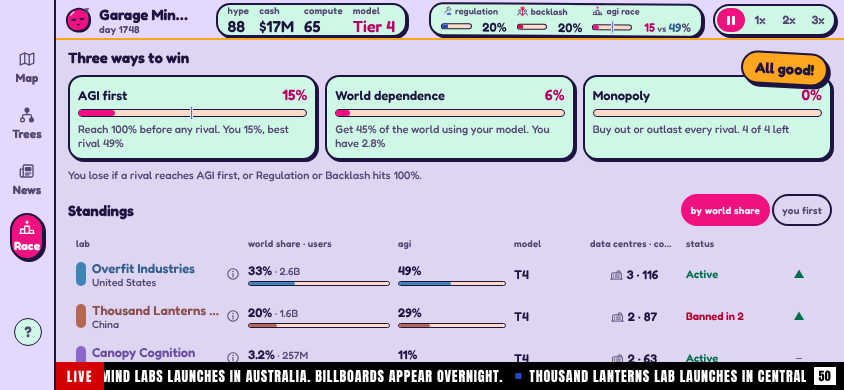 Garage Min...
day 1748
hype cash compute model
88 $17M 65 Tier 4
regulation backlash agi race
20% 20% 15 vs 49%
1x 2x 3x
Map
Trees
News
Race
?
Three ways to win
All good!
AGI first 15%
Reach 100% before any rival. You 15%, best
rival 49%
World dependence 6%
Get 45% of the world using your model. You
have 2.8%
Monopoly 0%
Buy out or outlast every rival. 4 of 4 left
You lose if a rival reaches AGI first, or Regulation or Backlash hits 100%.
Standings
by world share you first
lab world share · users agi model data centres · co... status
Overfit Industries 33% · 2.6B 49% T4 3 · 116 Active
United States
Thousand Lanterns ... 20% · 1.6B 29% T4 2 · 87 Banned in 2
China
Canopy Cognition 3.2% · 257M 11% T4 2 · 63 Active –
LIVE MIND LABS LAUNCHES IN AUSTRALIA. BILLBOARDS APPEAR OVERNIGHT. THOUSAND LANTERNS LAB LAUNCHES IN CENTRAL 50